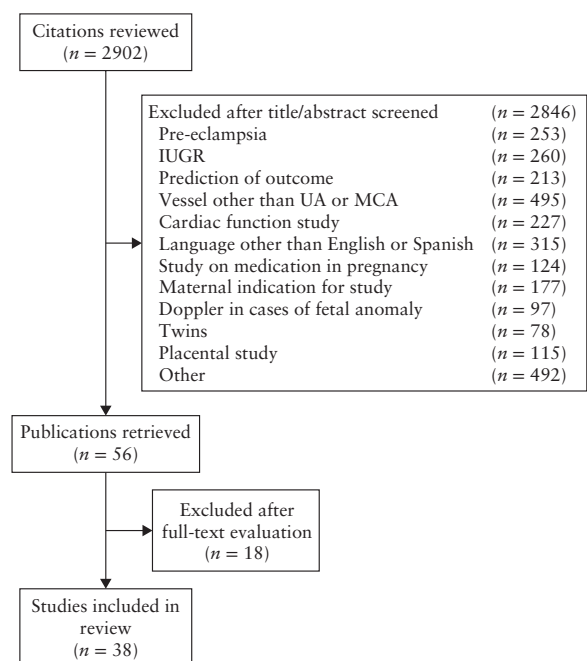 Citations reviewed
(n = 2902)
Excluded after title/abstract screened (n = 2846)
Pre-eclampsia (n = 253)
IUGR (n = 260)
Prediction of outcome (n = 213)
Vessel other than UA or MCA (n = 495)
Cardiac function study (n = 227)
Language other than English or Spanish (n = 315)
Study on medication in pregnancy (n = 124)
Maternal indication for study (n = 177)
Doppler in cases of fetal anomaly (n = 97)
Twins (n = 78)
Placental study (n = 115)
Other (n = 492)
Publications retrieved
(n = 56)
Excluded after
full-text evaluation
(n = 18)
Studies included in
review
(n = 38)